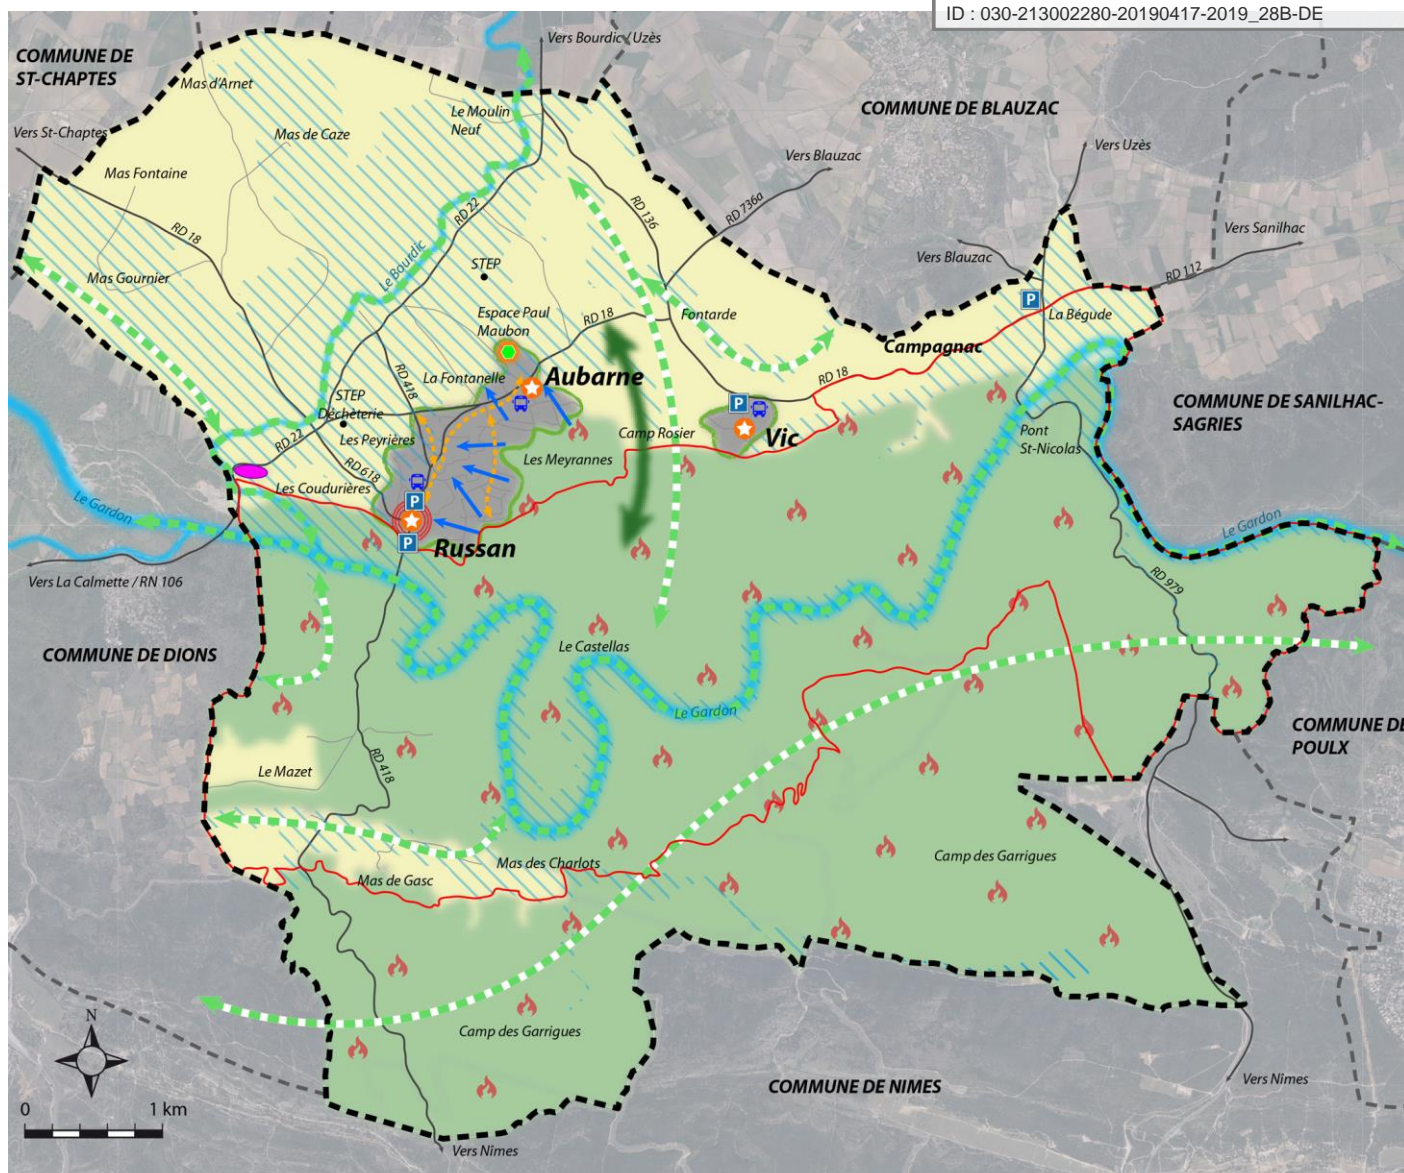 ID : 030-213002280-20190417-2019_28B-DE
Vers Bourdic / Uzès
COMMUNE DE
ST-CHAPTES
Mas d'Arnet
Le Moulin
Neuf
COMMUNE DE BLAUZAC
Vers St-Chaptes
Mas de Caze
Vers Uzès
Vers Blauzac
Mas Fontaine
RD 18
RD 22
RD 136
RD 736a
Vers Sanilhac
Le Bourdic
Vers Blauzac
STEP
RD 112
Mas Gournier
Espace Paul
Maubon
RD 18
Fontarde
P
La Bégude
Campagnac
La Fontanelle
Aubarne
RD 418
RD 18
STEP
Déchèterie
P
COMMUNE DE SANILHAC-
SAGRIES
RD 22
Les Peyrières
Camp Rosier
Vic
Pont
St-Nicolas
Les Meyrannes
RD 618
Les Coudurières
P
Le Gardon
Le Gardon
Russan
P
Vers La Calmette / RN 106
RD 979
COMMUNE DE DIONS
Le Castellas
Le Gardon
COMMUNE DE
POULX
RD 418
Le Mazet
Mas des Charlots
Camp des Garrigues
Mas de Gasc
N
Camp des Garrigues
COMMUNE DE NIMES
Vers Nîmes
0 1 km
Vers Nîmes